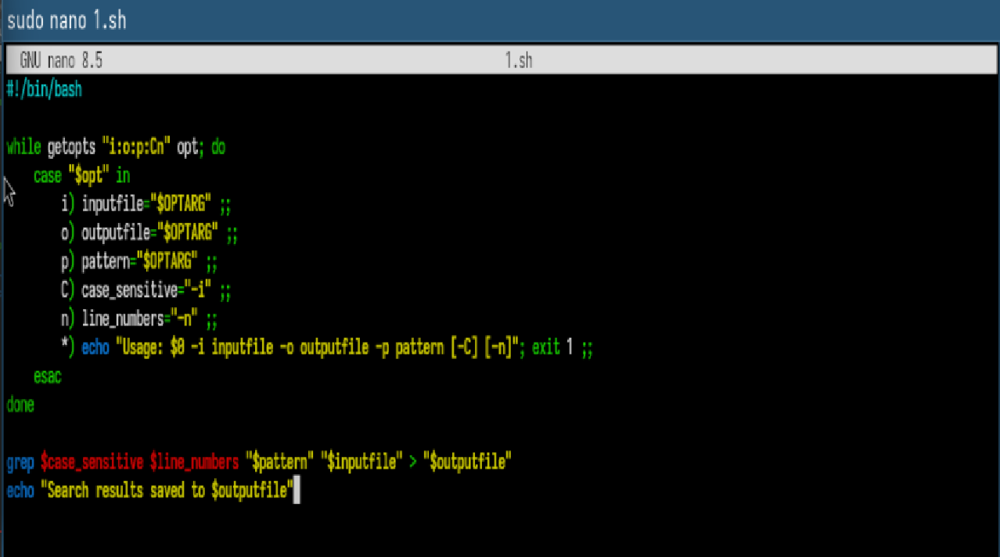 sudo nano 1.sh
GNU nano 8.5 1.sh
#!/bin/bash
while getopts "i:o:p:Cn" opt; do
case "$opt" in
i) inputfile="$OPTARG" ;;
o) outputfile="$OPTARG" ;;
p) pattern="$OPTARG" ;;
C) case_sensitive="-i" ;;
n) line_numbers="-n" ;;
*) echo "Usage: $0 -i inputfile -o outputfile -p pattern [-C] [-n]"; exit 1 ;;
esac
done
grep $case_sensitive $line_numbers "$pattern" "$inputfile" > "$outputfile"
echo "Search results saved to $outputfile"